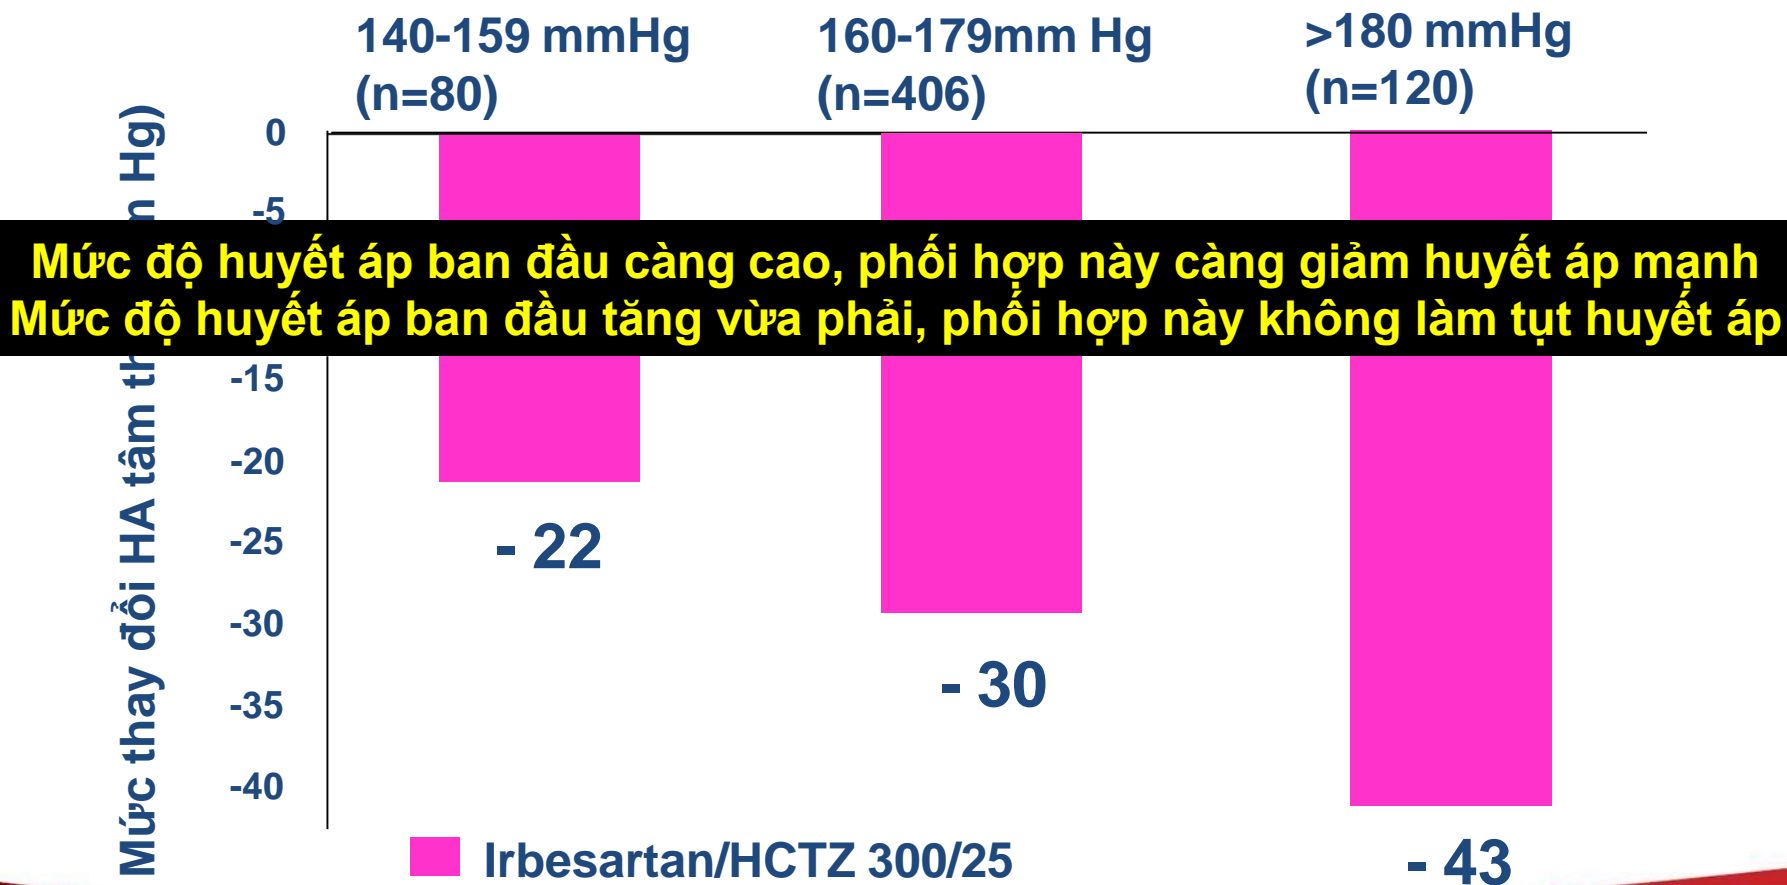 140-159 mmHg
(n=80)
160-179mm Hg
(n=406)
>180 mmHg
(n=120)
Mức thay đổi HA tâm
Hg)
0
-5
Mức độ huyết áp ban đầu càng cao, phối hợp này càng giảm huyết áp mạnh
Mức độ huyết áp ban đầu tăng vừa phải, phối hợp này không làm tụt huyết áp
-15
-20
-25
-30
-35
-40
- 22
- 30
- 43
Irbesartan/HCTZ 300/25